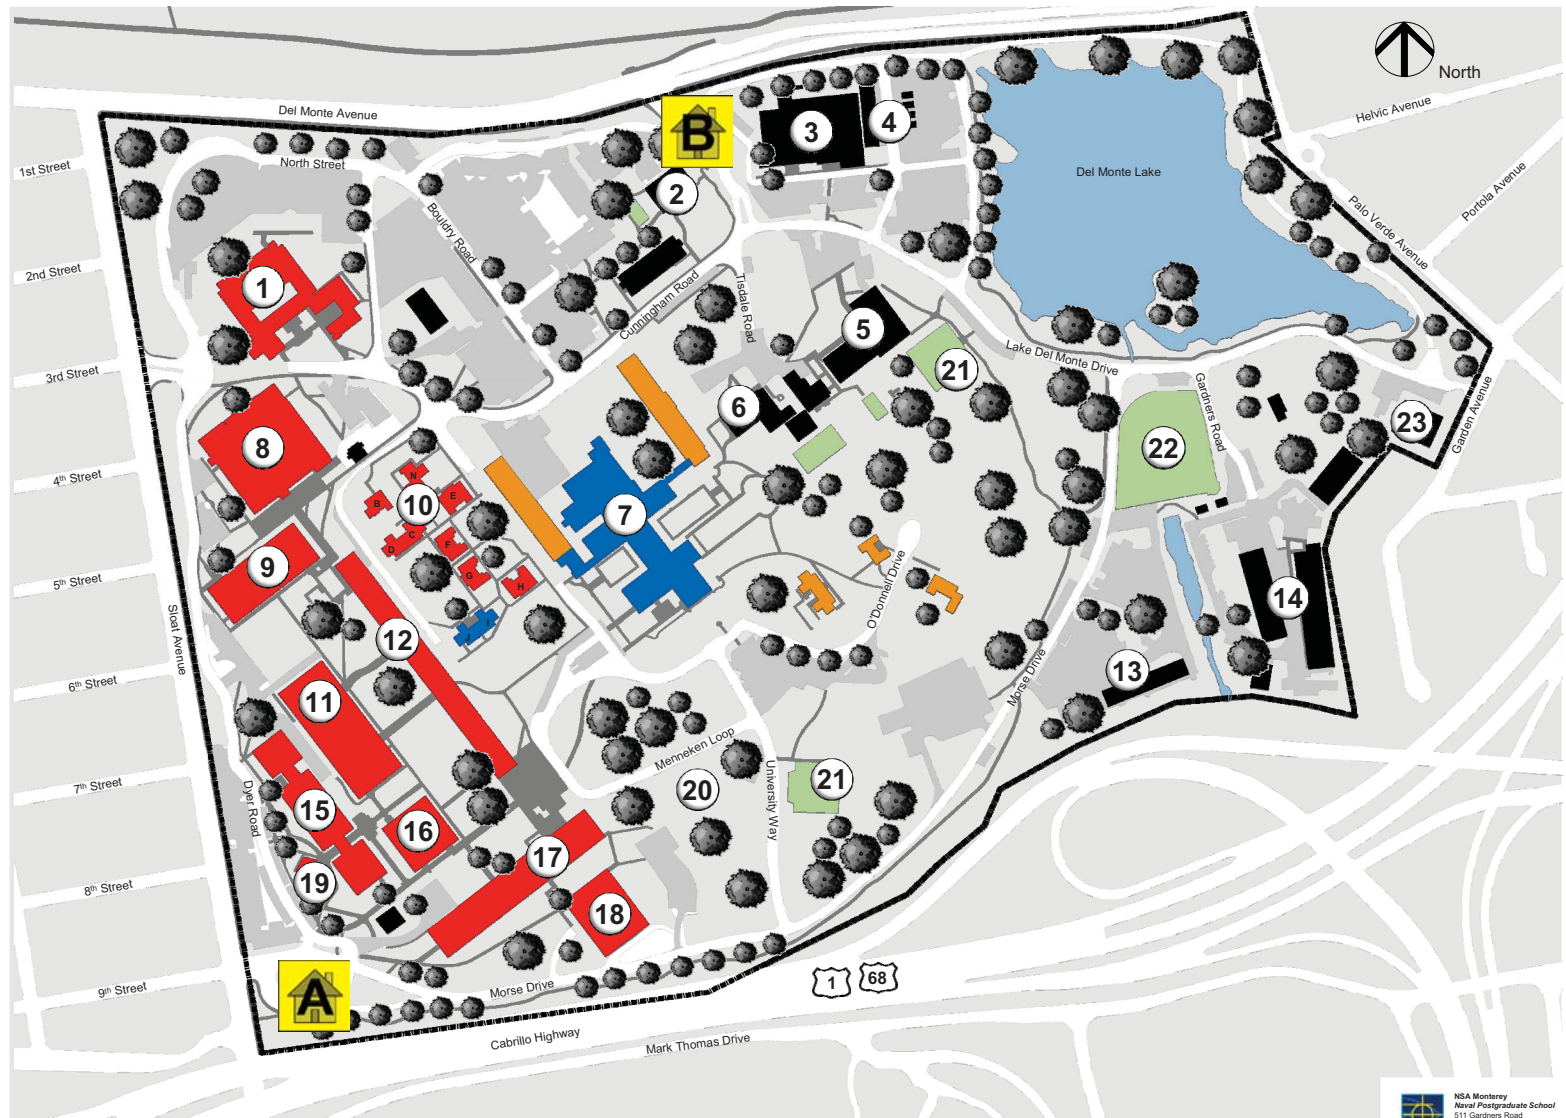 North
Del Monte Avenue
Helvic Avenue
1st Street
North Street
B
3
4
Del Monte Lake
Portola Avenue
2
Bouldry Road
Palo Verde Avenue
2nd Street
1
Cunningham Road
Tisdale Road
5
Lake Del Monte Drive
21
3rd Street
6
Gardners Road
23
Garden Avenue
8
22
4th Street
N
B
10
E
C
D
F
G
H
I
J
7
9
5th Street
O'Donnell Drive
14
Sloat Avenue
12
13
6th Street
11
Morse Drive
Menneken Loop
20
University Way
21
7th Street
Dyer Road
15
16
17
8th Street
19
18
A
9th Street
Morse Drive
1
68
Cabrillo Highway
Mark Thomas Drive
NSA Monterey
Naval Postgraduate School
511 Gardners Road